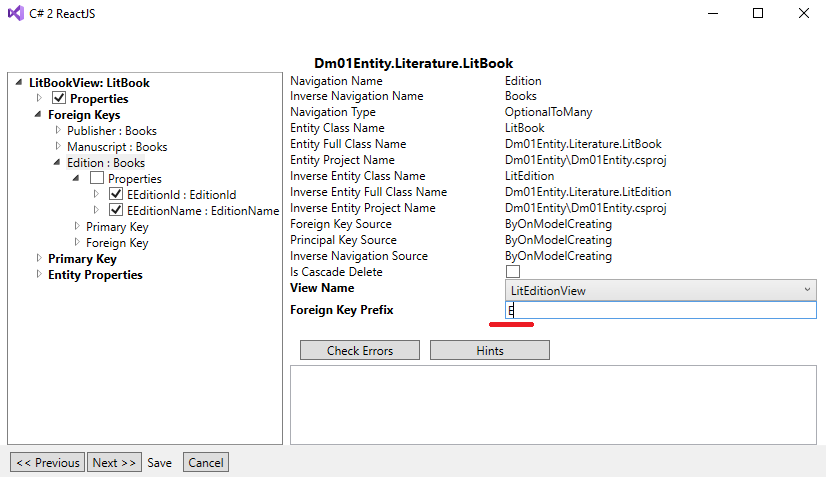 C# 2 ReactJS
Dm01Entity.Literature.LitBook
LitBookView: LitBook
Properties
Foreign Keys
Publisher : Books
Manuscript : Books
Edition : Books
Properties
EEditionId : EditionId
EEditionName : EditionName
Primary Key
Foreign Key
Primary Key
Entity Properties
Navigation Name Edition
Inverse Navigation Name Books
Navigation Type OptionalToMany
Entity Class Name LitBook
Entity Full Class Name Dm01Entity.Literature.LitBook
Entity Project Name Dm01Entity\Dm01Entity.csproj
Inverse Entity Class Name LitEdition
Inverse Entity Full Class Name Dm01Entity.Literature.LitEdition
Inverse Entity Project Name Dm01Entity\Dm01Entity.csproj
Foreign Key Source ByOnModelCreating
Principal Key Source ByOnModelCreating
Inverse Navigation Source ByOnModelCreating
Is Cascade Delete
View Name LitEditionView
Foreign Key Prefix E
Check Errors Hints
<< Previous Next >> Save Cancel